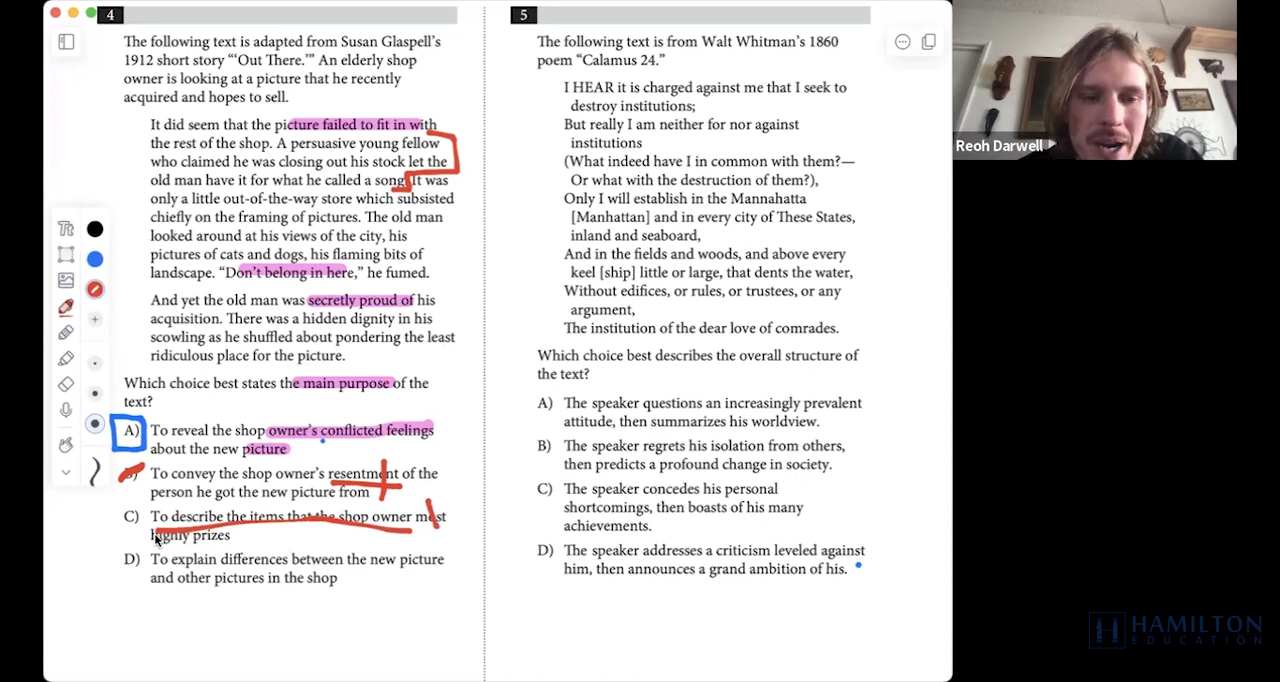 4
The following text is adapted from Susan Glaspell's
1912 short story “‘Out There.’” An elderly shop
owner is looking at a picture that he recently
acquired and hopes to sell.
It did seem that the picture failed to fit in with
the rest of the shop. A persuasive young fellow
who claimed he was closing out his stock let the
old man have it for what he called a song. It was
only a little out-of-the-way store which subsisted
chiefly on the framing of pictures. The old man
looked around at his views of the city, his
pictures of cats and dogs, his flaming bits of
landscape. “Don't belong in here,” he fumed.
And yet the old man was secretly proud of his
acquisition. There was a hidden dignity in his
scowling as he shuffled about pondering the least
ridiculous place for the picture.
Which choice best states the main purpose of the
text?
A) To reveal the shop owner's conflicted feelings
about the new picture
B) To convey the shop owner's resentment of the
person he got the new picture from
C) To describe the items that the shop owner most
highly prizes
D) To explain differences between the new picture
and other pictures in the shop
5
The following text is from Walt Whitman's 1860
poem “Calamus 24.”
I HEAR it is charged against me that I seek to
destroy institutions;
But really I am neither for nor against
institutions
(What indeed have I in common with them?—
Or what with the destruction of them?),
Only I will establish in the Mannahatta
[Manhattan] and in every city of These States,
inland and seaboard,
And in the fields and woods, and above every
keel [ship] little or large, that dents the water,
Without edifices, or rules, or trustees, or any
argument,
The institution of the dear love of comrades.
Which choice best describes the overall structure of
the text?
A) The speaker questions an increasingly prevalent
attitude, then summarizes his worldview.
B) The speaker regrets his isolation from others,
then predicts a profound change in society.
C) The speaker concedes his personal
shortcomings, then boasts of his many
achievements.
D) The speaker addresses a criticism leveled against
him, then announces a grand ambition of his.
Tt
Reoh Darwell
H HAMILTON
EDUCATION